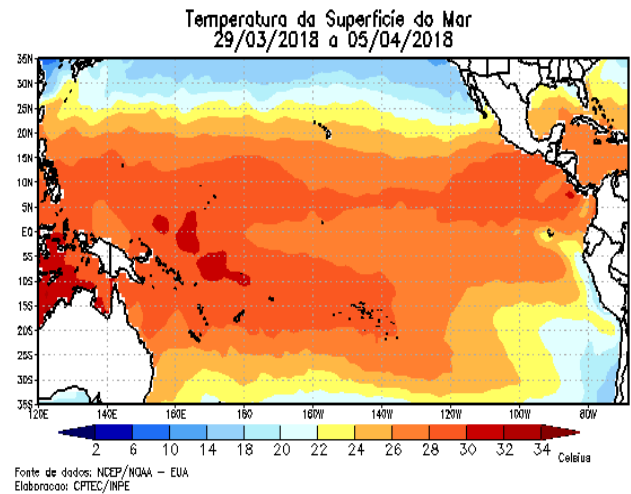 Temperatura da Superficie do Mar
29/03/2018 a 05/04/2018
35N
30N
25N
20N
15N
10N
5N
EQ
5S
10S
15S
20S
25S
30S
35S
120E 140E 160E 180 160W 140W 120W 100W 80W
2 6 10 14 18 20 22 24 26 28 30 32 34
Celsius
Fonte de dados: NCEP/NOAA – EUA
Elaboracao: CPTEC/INPE